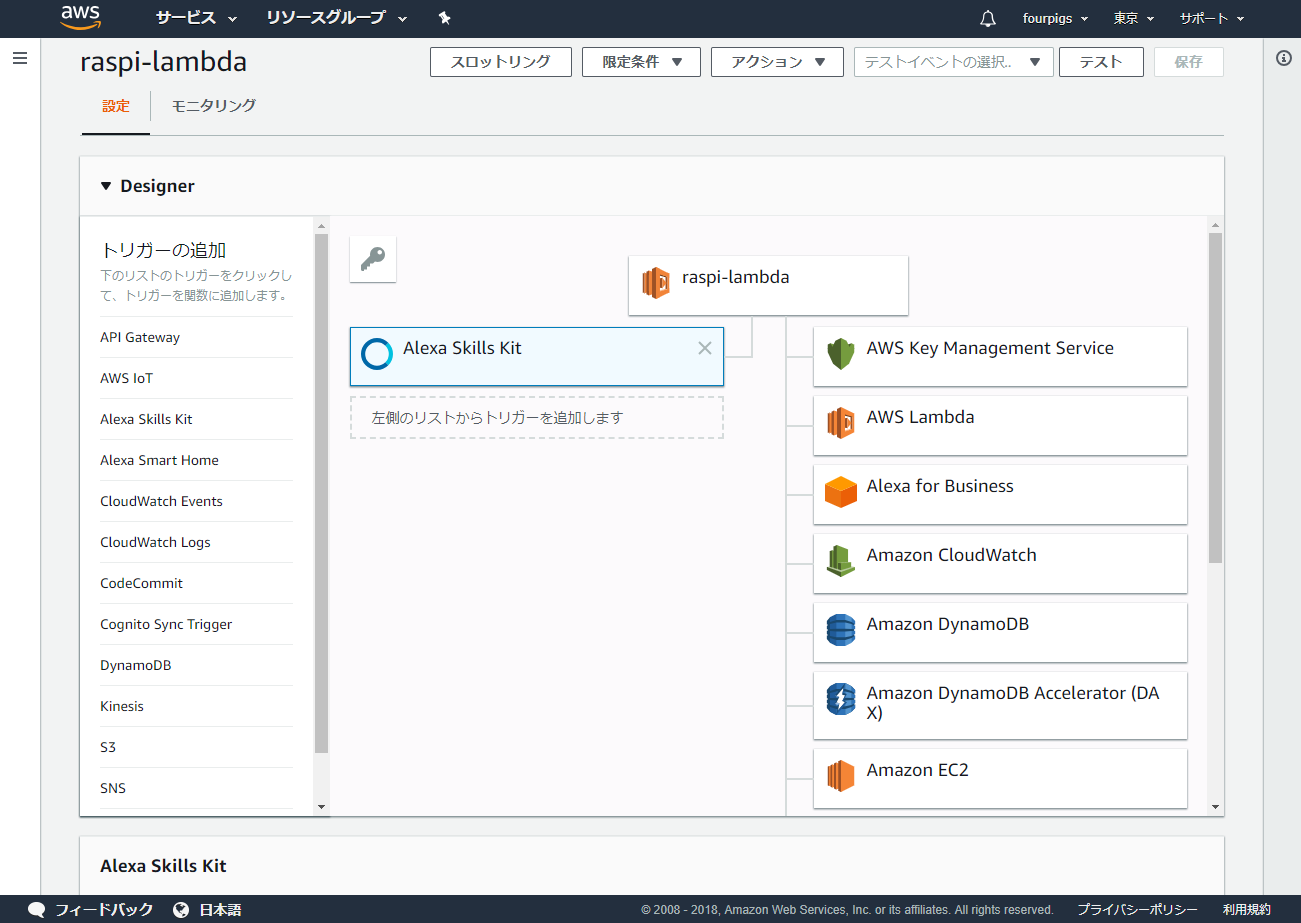 aws サービス リソースグループ fourpigs 東京 サポート
raspi-lambda スロットリング 限定条件 アクション テストイベントの選択.. テスト 保存
設定 モニタリング
Designer
トリガーの追加
下のリストのトリガーをクリックし
て、トリガーを関数に追加します。
API Gateway
AWS IoT
Alexa Skills Kit
Alexa Smart Home
CloudWatch Events
CloudWatch Logs
CodeCommit
Cognito Sync Trigger
DynamoDB
Kinesis
S3
SNS
raspi-lambda
Alexa Skills Kit
左側のリストからトリガーを追加します
AWS Key Management Service
AWS Lambda
Alexa for Business
Amazon CloudWatch
Amazon DynamoDB
Amazon DynamoDB Accelerator (DA
X)
Amazon EC2
Alexa Skills Kit
フィードバック 日本語 © 2008 - 2018, Amazon Web Services, Inc. or its affiliates. All rights reserved. プライバシーポリシー 利用規約